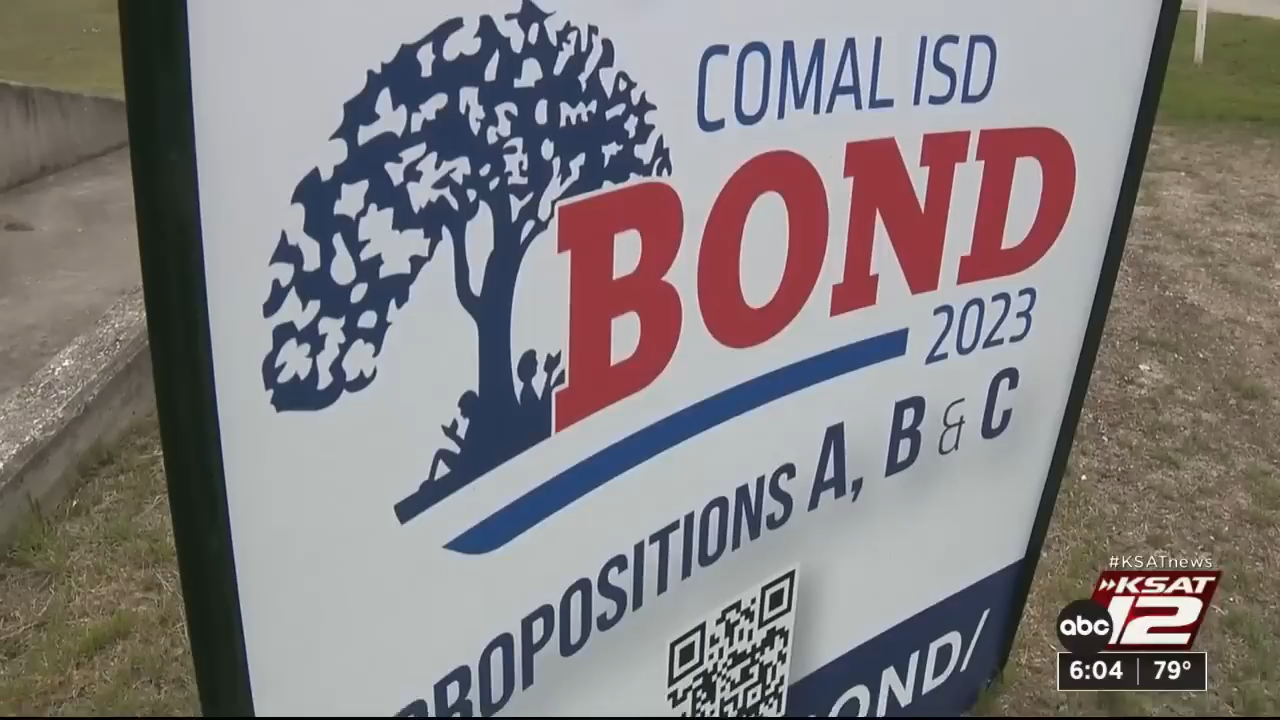 COMAL ISD
BOND
2023
PROPOSITIONS A, B & C
OND/
#KSATnews
KSAT
abc 12
6:04 79°